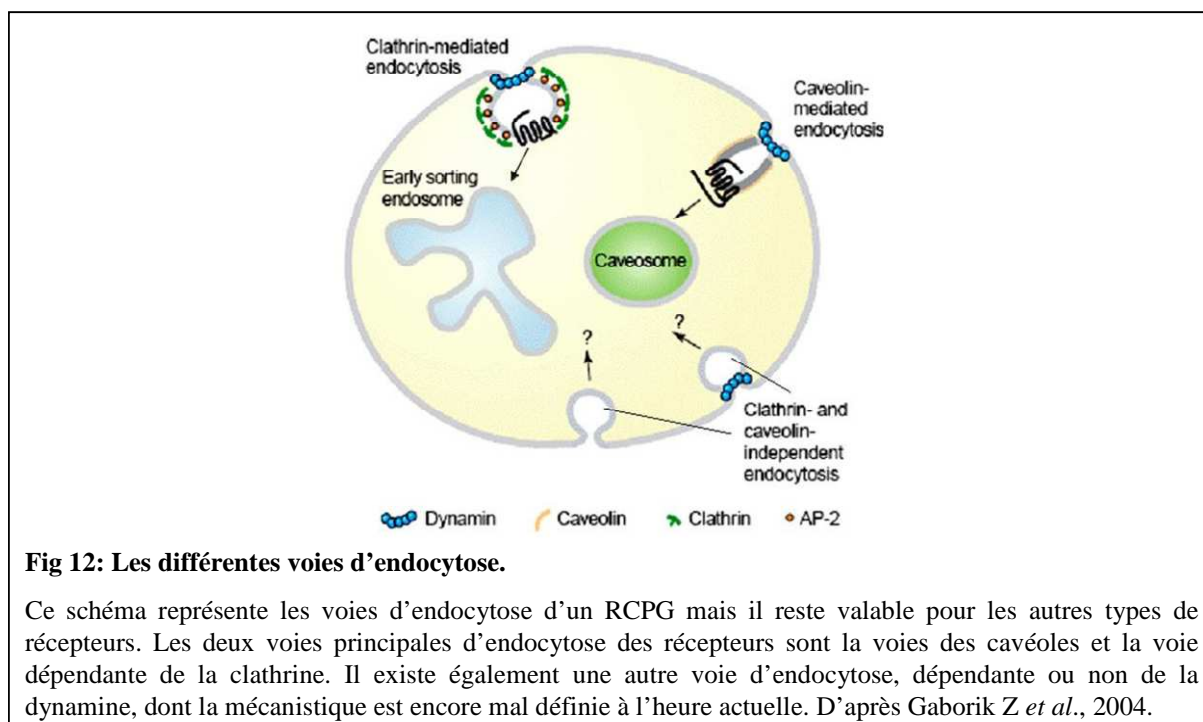 Clathrin-mediated
endocytosis
Caveolin-
mediated
endocytosis
Early sorting
endosome
Caveosome
?
?
Clathrin- and
caveolin-
independent
endocytosis
Dynamin Caveolin Clathrin AP-2
Fig 12: Les différentes voies d’endocytose.
Ce schéma représente les voies d’endocytose d’un RCPG mais il reste valable pour les autres types de
récepteurs. Les deux voies principales d’endocytose des récepteurs sont la voies des cavéoles et la voie
dépendante de la clathrine. Il existe également une autre voie d’endocytose, dépendante ou non de la
dynamine, dont la mécanistique est encore mal définie à l’heure actuelle. D’après Gaborik Z et al., 2004.